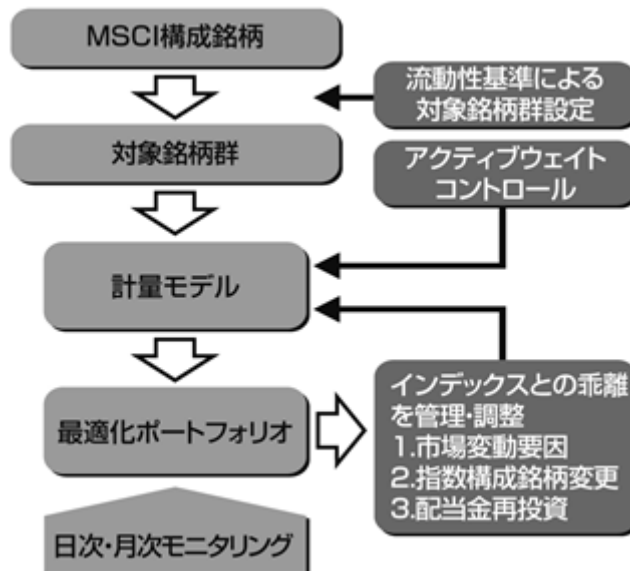 MSCI構成銘柄
流動性基準による
対象銘柄群設定
対象銘柄群
アクティブウェイト
コントロール
計量モデル
最適化ポートフォリオ
インデックスとの乖離
を管理・調整
1.市場変動要因
2.指数構成銘柄変更
3.配当金再投資
日次・月次モニタリング